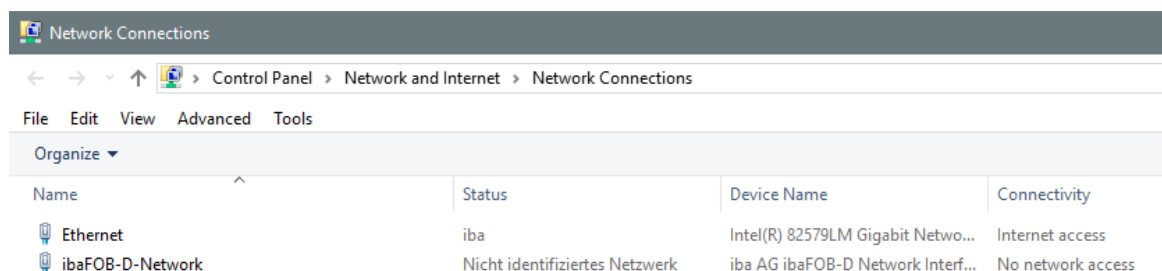 Network Connections
Control Panel > Network and Internet > Network Connections
File Edit View Advanced Tools
Organize
Name Status Device Name Connectivity
Ethernet iba Intel(R) 82579LM Gigabit Netwo... Internet access
ibaFOB-D-Network Nicht identifiziertes Netzwerk iba AG ibaFOB-D Network Interf... No network access